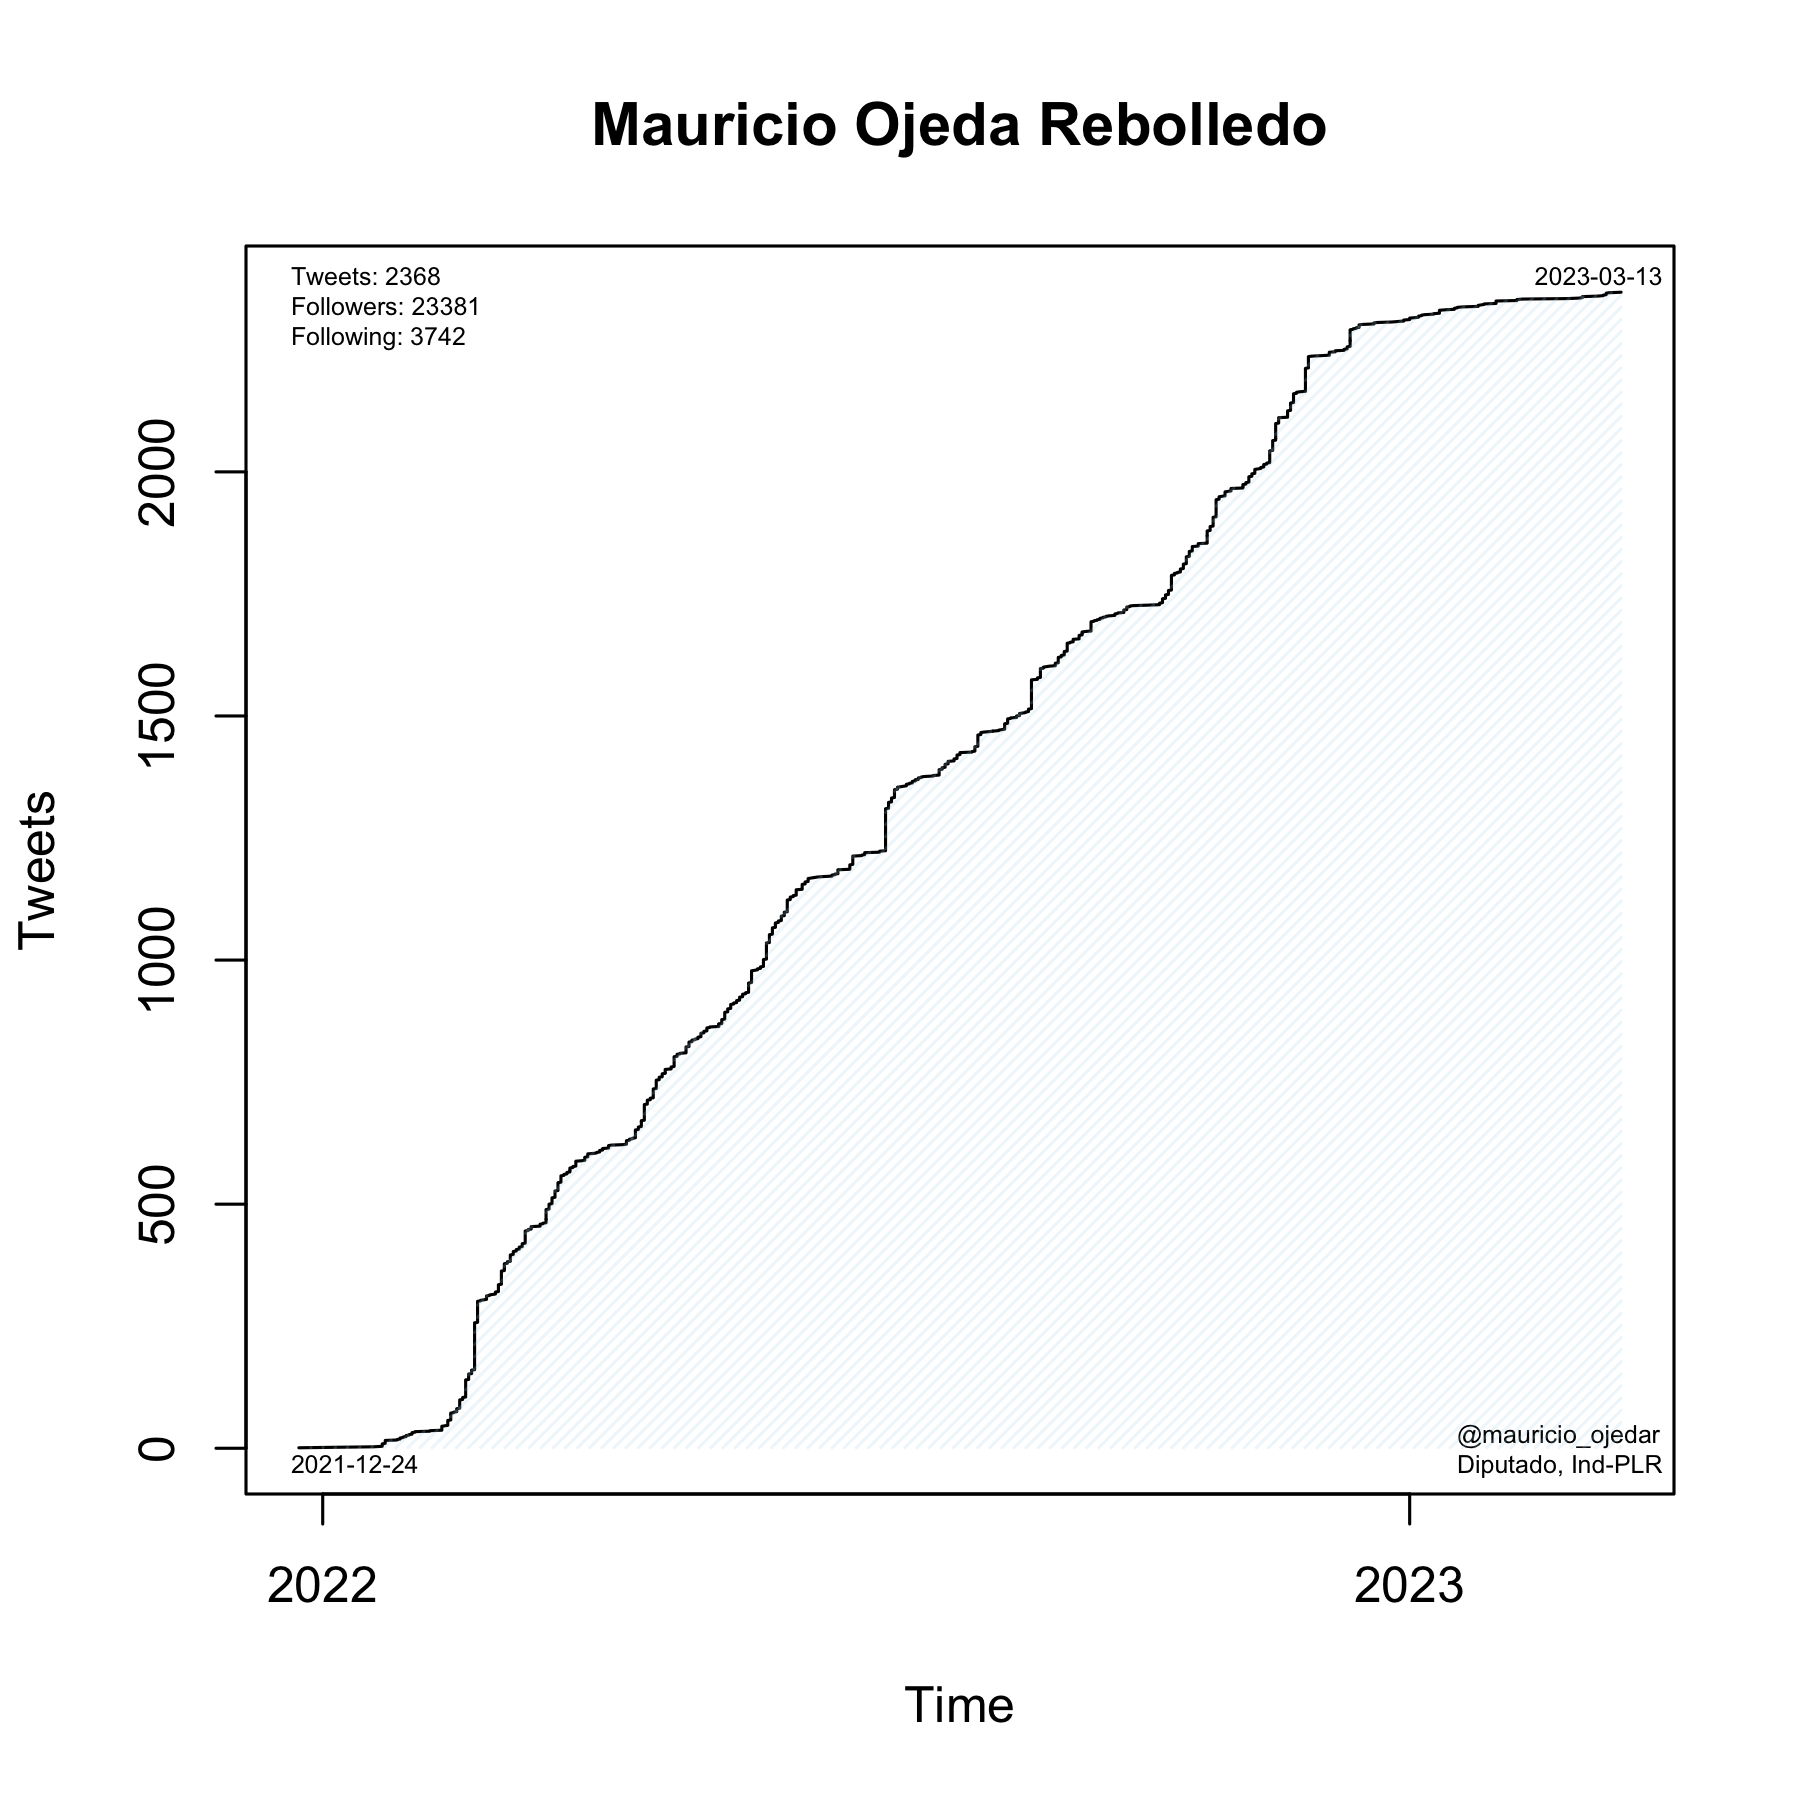 Mauricio Ojeda Rebolledo
Tweets: 2368
Followers: 23381
Following: 3742
2023-03-13
2000
1500
1000
500
0
Tweets
2021-12-24
@mauricio_ojedar
Diputado, Ind-PLR
2022
2023
Time